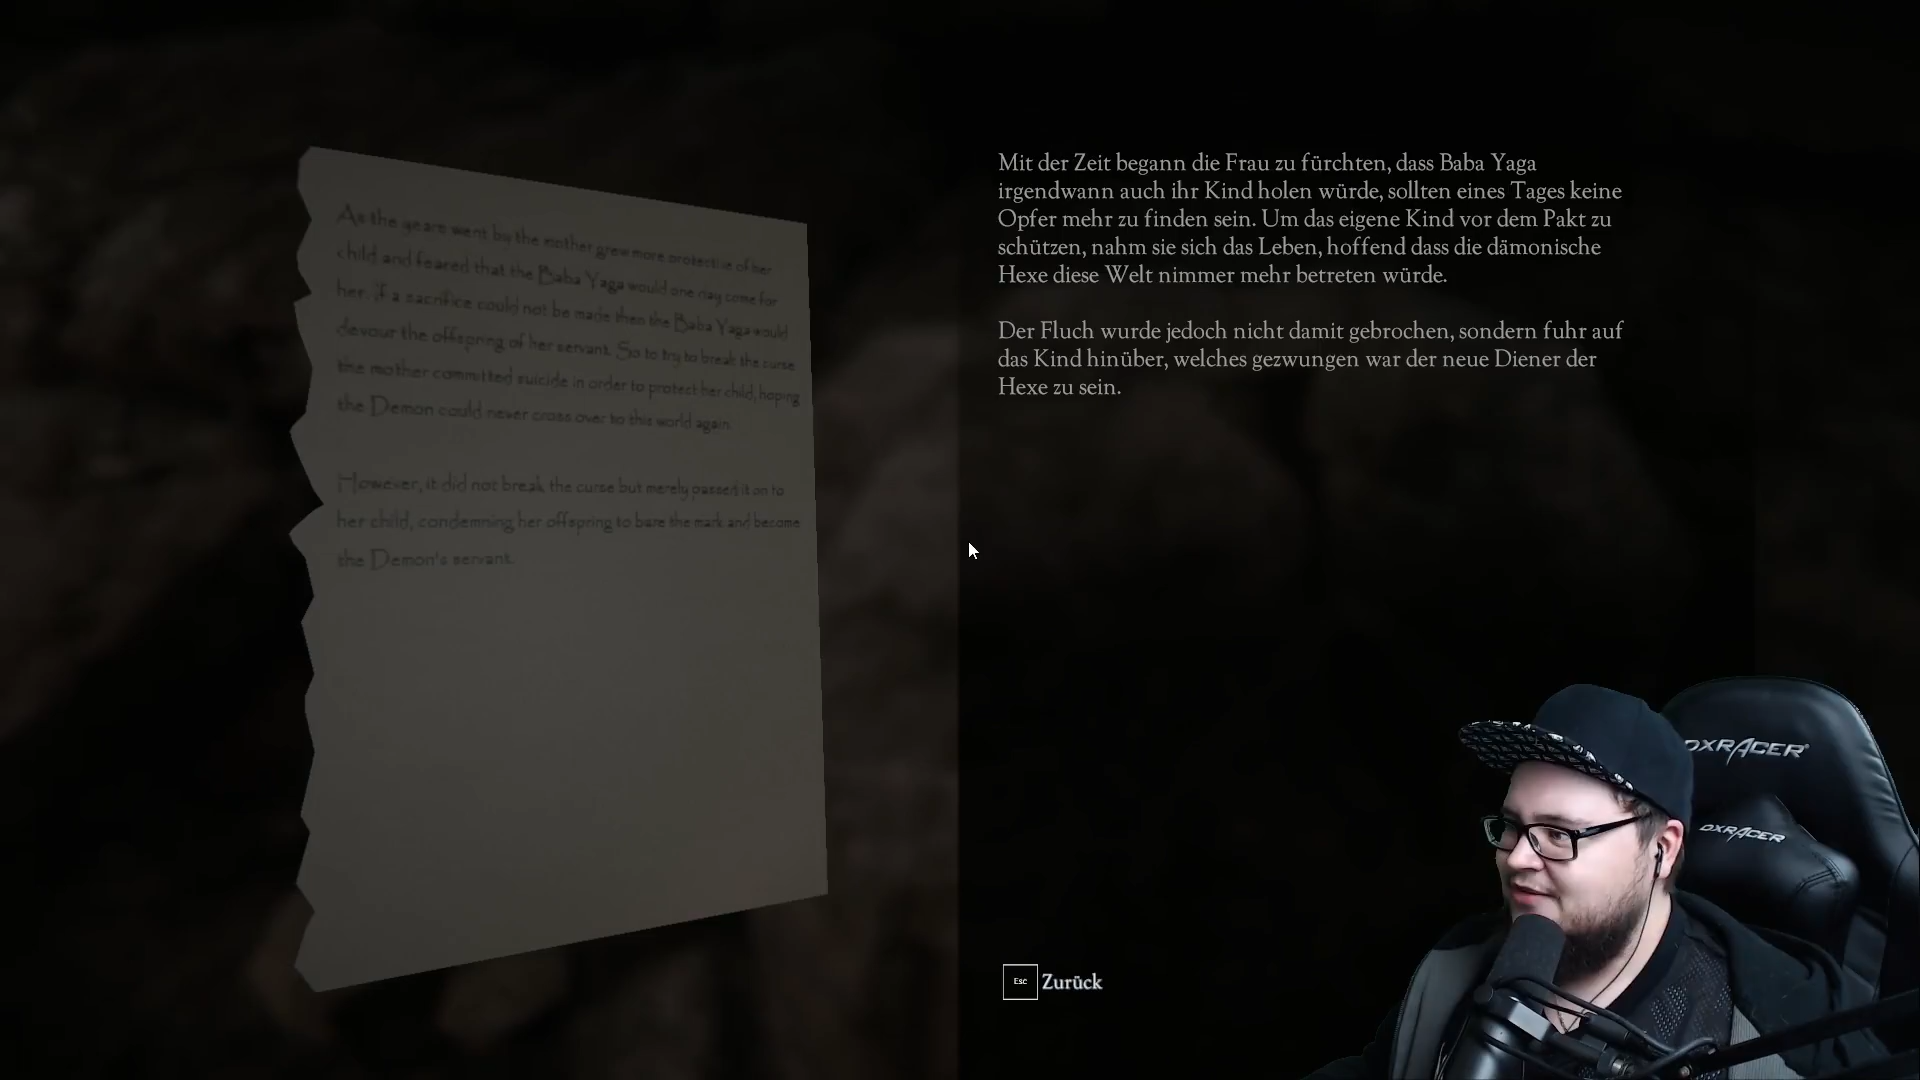 As the years went by the mother grew more protective of her
child and feared that the Baba Yaga would one day come for
her. If a sacrifice could not be made then the Baba Yaga would
devour the offspring of her servant. So to try to break the curse
the mother committed suicide in order to protect her child, hoping
the Demon could never cross over to this world again.
However, it did not break the curse but merely passed it on to
her child, condemning her offspring to bare the mark and become
the Demon's servant.
Mit der Zeit begann die Frau zu fürchten, dass Baba Yaga
irgendwann auch ihr Kind holen würde, sollten eines Tages keine
Opfer mehr zu finden sein. Um das eigene Kind vor dem Pakt zu
schützen, nahm sie sich das Leben, hoffend dass die dämonische
Hexe diese Welt nimmer mehr betreten würde.
Der Fluch wurde jedoch nicht damit gebrochen, sondern fuhr auf
das Kind hinüber, welches gezwungen war der neue Diener der
Hexe zu sein.
DXRACER
DXRACER
Esc Zurück